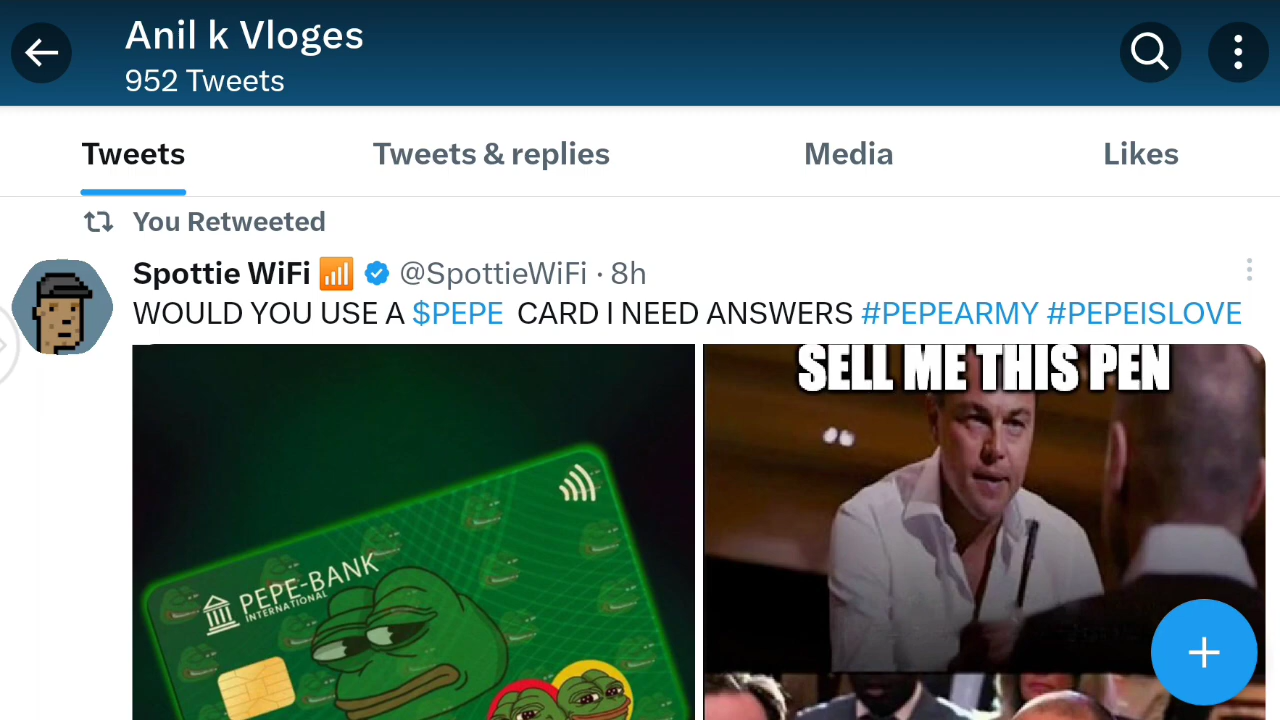 Anil k Vloges
952 Tweets
Tweets
Tweets & replies
Media
Likes
You Retweeted
Spottie WiFi 📶 @SpottieWiFi · 8h
WOULD YOU USE A $PEPE CARD I NEED ANSWERS #PEPEARMY #PEPEISLOVE
SELL ME THIS PEN
PEPE-BANK
INTERNATIONAL